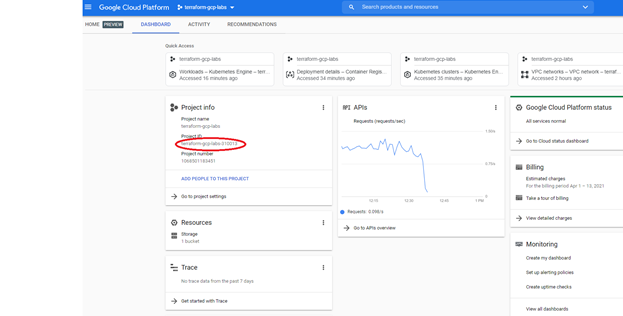 Google Cloud Platform
terraform-gcp-labs
Search products and resources
HOME PREVIEW
DASHBOARD
ACTIVITY
RECOMMENDATIONS
Quick Access
terraform-gcp-labs
Workloads – Kubernetes Engine – terr...
Accessed 16 minutes ago
terraform-gcp-labs
Deployment details – Container Regis...
Accessed 54 minutes ago
terraform-gcp-labs
Kubernetes clusters – Kubernetes En...
Accessed 35 minutes ago
terraform-gcp-labs
VPC networks – VPC network – terraf...
Accessed 2 hours ago
Project info
Project name
terraform-gcp-labs
Project ID
terraform-gcp-labs-310013
Project number
1068501183451
ADD PEOPLE TO THIS PROJECT
Go to project settings
Resources
Storage
1 bucket
Trace
No trace data from the past 7 days
Get started with Trace
APIs
Requests (requests/sec)
0
12:15
12:30
12:45
1 PM
Requests: 0.098/s
Go to APIs overview
Google Cloud Platform status
All services normal
Go to Cloud status dashboard
Billing
Estimated charges
For the billing period Apr 1 – 13, 2021
Take a tour of billing
View detailed charges
Monitoring
Create my dashboard
Set up alerting policies
Create uptime checks
View all dashboards